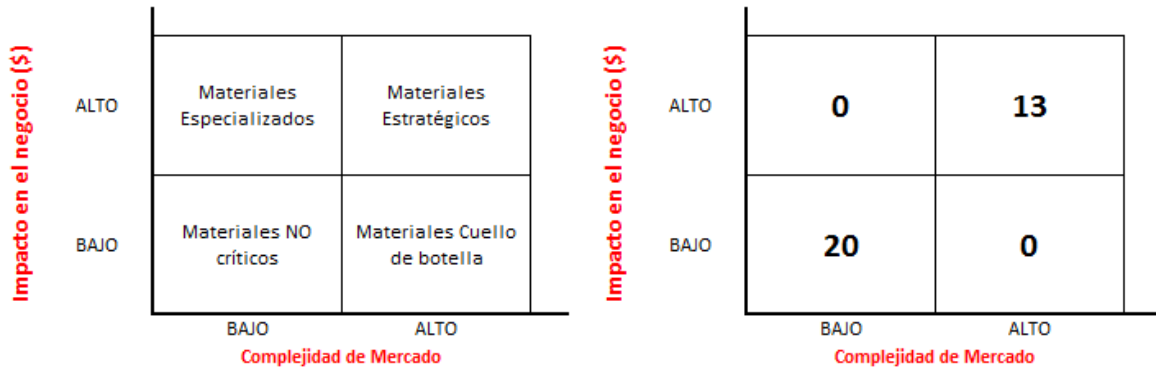 Impacto en el negocio ($)
ALTO
Materiales
Especializados
Materiales
Estratégicos
BAJO
Materiales NO
críticos
Materiales Cuello
de botella
BAJO
ALTO
Complejidad de Mercado
Impacto en el negocio ($)
ALTO
0
13
BAJO
20
0
BAJO
ALTO
Complejidad de Mercado